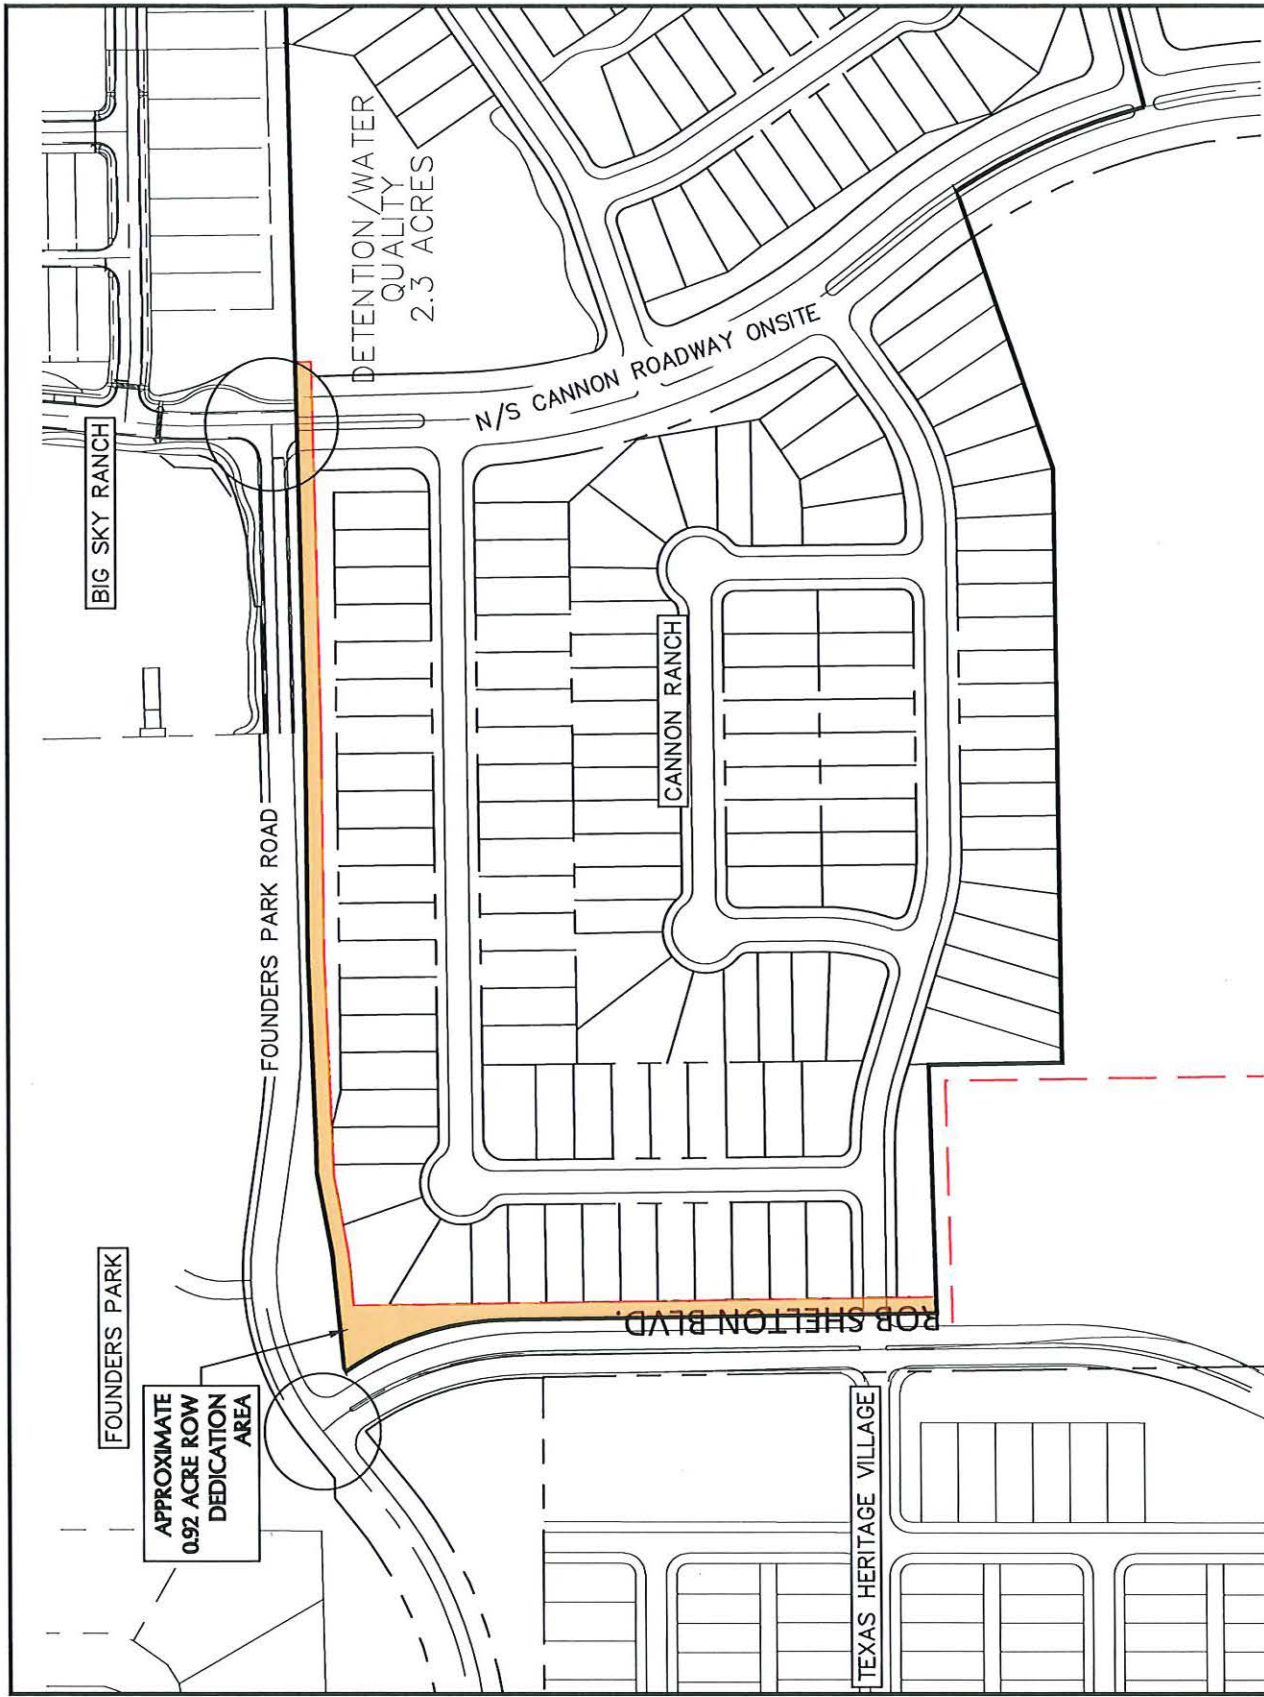 BIG SKY RANCH
DETENTION/WATER
QUALITY
2.3 ACRES
N/S CANNON ROADWAY ONSITE
FOUNDERS PARK ROAD
CANNON RANCH
FOUNDERS PARK
APPROXIMATE
0.92 ACRE ROW
DEDICATION
AREA
ROB SHELTON BLVD.
TEXAS HERITAGE VILLAGE